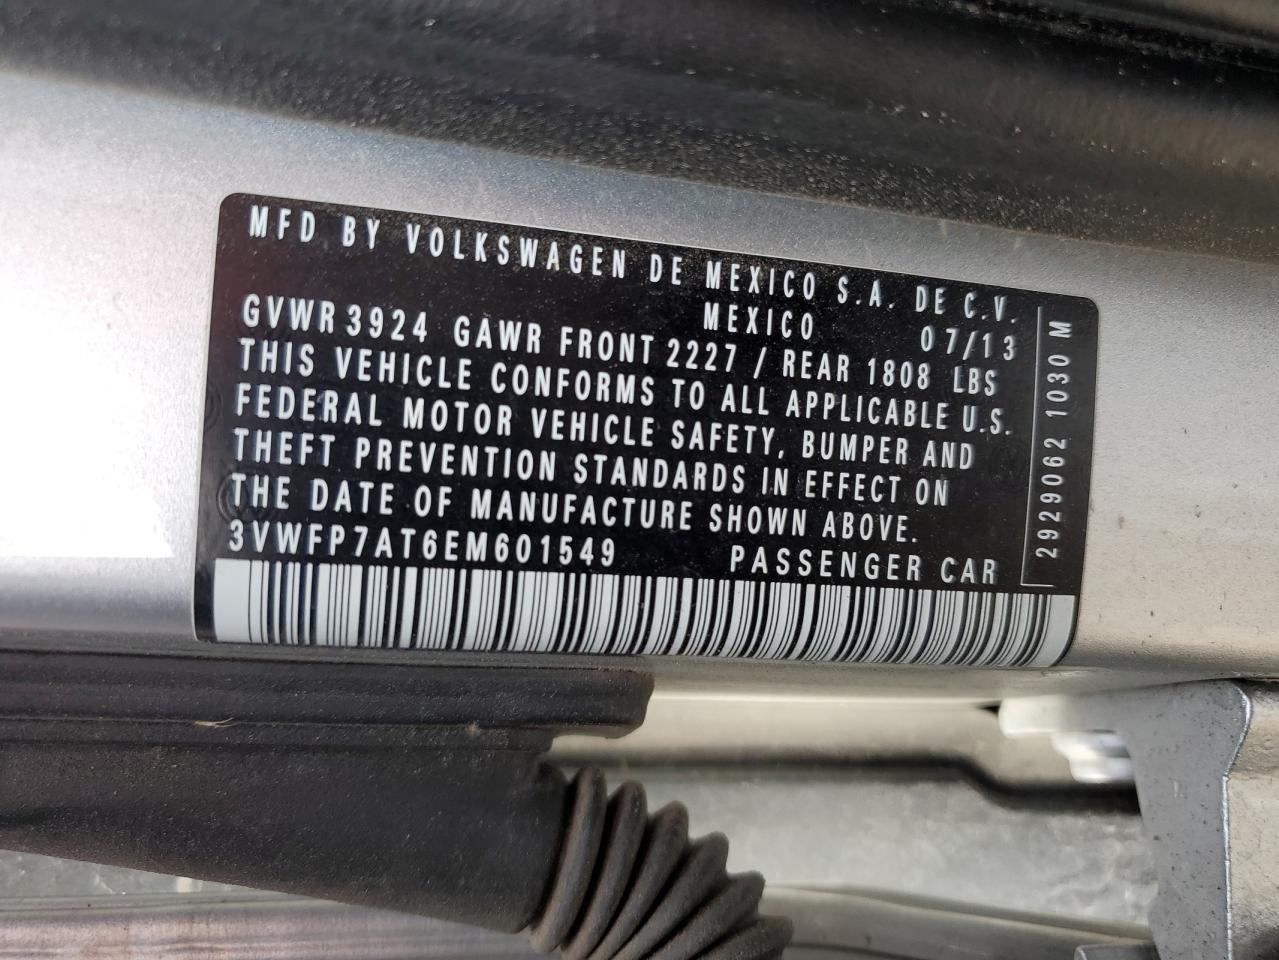 MFD BY VOLKSWAGEN DE MEXICO S.A. DE C.V.
MEXICO 07/13
GVWR 3924 GAWR FRONT 2227 / REAR 1808 LBS
THIS VEHICLE CONFORMS TO ALL APPLICABLE U.S.
FEDERAL MOTOR VEHICLE SAFETY, BUMPER AND
THEFT PREVENTION STANDARDS IN EFFECT ON
THE DATE OF MANUFACTURE SHOWN ABOVE.
3VWFP7AT6EM601549 PASSENGER CAR
2929062 1030 M